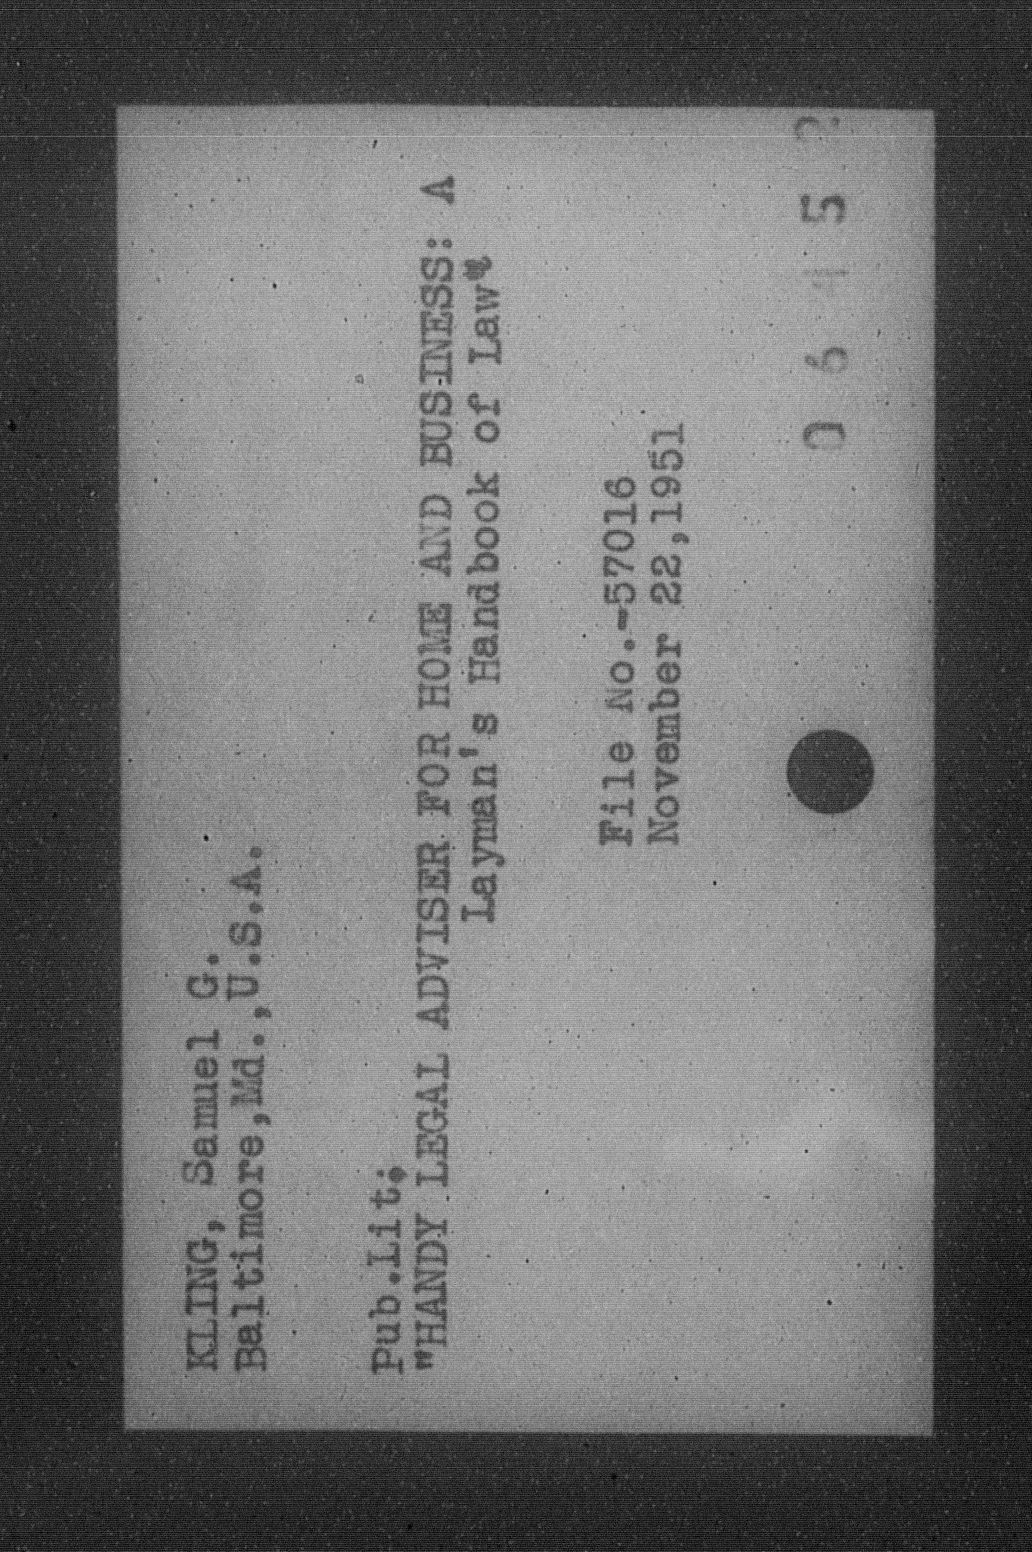 KLING, Samuel G.
Baltimore,Md.,U.S.A.
Pub.Lit.
"HANDY LEGAL ADVISER FOR HOME AND BUSINESS: A
Layman's Handbook of Law"
File No.-57016
November 22,1951